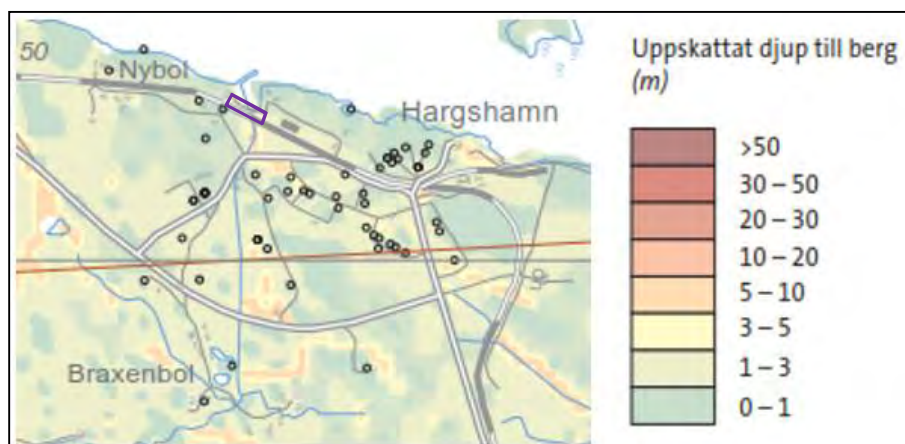 50
Nybol
Hargshamn
Braxenbol
Uppskattat djup till berg
(m)
>50
30 – 50
20 – 30
10 – 20
5 – 10
3 – 5
1 – 3
0 – 1